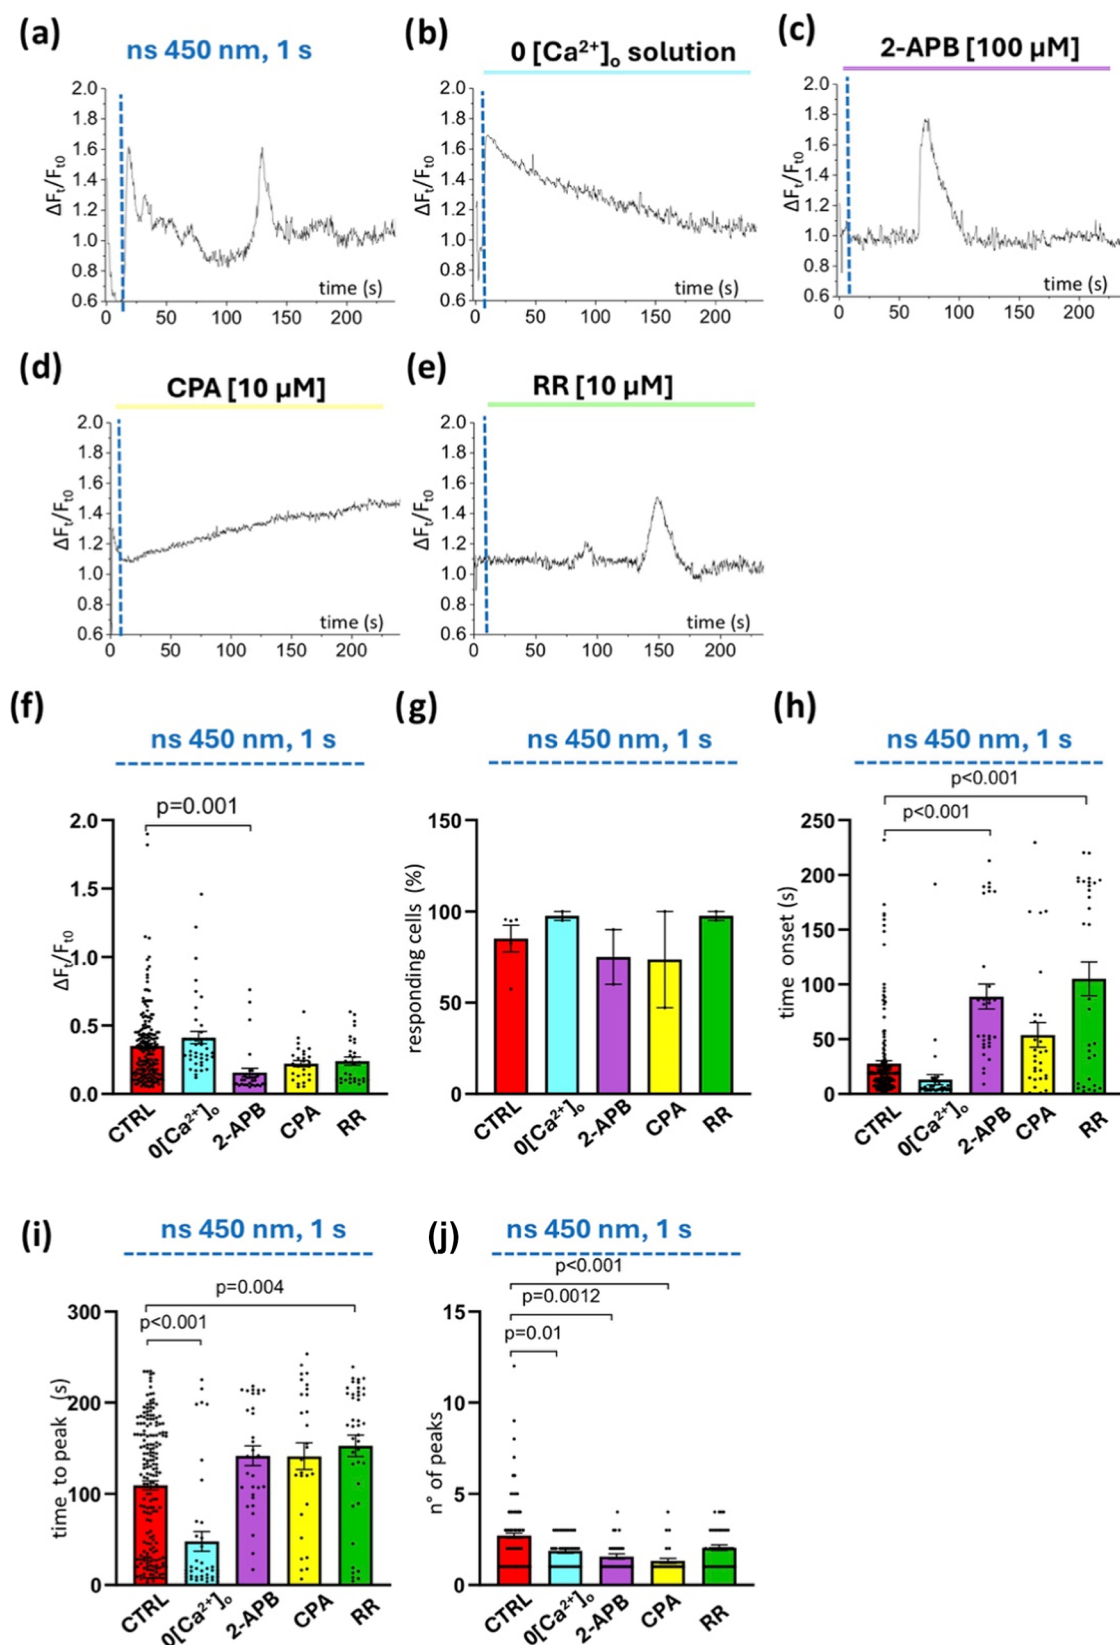 (a)
ns 450 nm, 1 s
ΔFt/Ft0
2.0
1.8
1.6
1.4
1.2
1.0
0.8
0.6
time (s)
0 50 100 150 200
(b)
0 [Ca²⁺]ₒ solution
ΔFt/Ft0
2.0
1.8
1.6
1.4
1.2
1.0
0.8
0.6
time (s)
0 50 100 150 200
(c)
2-APB [100 µM]
ΔFt/Ft0
2.0
1.8
1.6
1.4
1.2
1.0
0.8
0.6
time (s)
0 50 100 150 200
(d)
CPA [10 µM]
ΔFt/Ft0
2.0
1.8
1.6
1.4
1.2
1.0
0.8
0.6
time (s)
0 50 100 150 200
(e)
RR [10 µM]
ΔFt/Ft0
2.0
1.8
1.6
1.4
1.2
1.0
0.8
0.6
time (s)
0 50 100 150 200
(f)
ns 450 nm, 1 s
p=0.001
ΔFt/Ft0
2.0
1.5
1.0
0.5
0.0
CTRL 0[Ca²⁺]ₒ 2-APB CPA RR
(g)
ns 450 nm, 1 s
responding cells (%)
150
100
50
0
CTRL 0[Ca²⁺]ₒ 2-APB CPA RR
(h)
ns 450 nm, 1 s
p<0.001
p<0.001
time onset (s)
250
200
150
100
50
0
CTRL 0[Ca²⁺]ₒ 2-APB CPA RR
(i)
ns 450 nm, 1 s
p=0.004
p<0.001
time to peak (s)
300
200
100
0
CTRL 0[Ca²⁺]ₒ 2-APB CPA RR
(j)
ns 450 nm, 1 s
p<0.001
p=0.0012
p=0.01
n° of peaks
15
10
5
0
CTRL 0[Ca²⁺]ₒ 2-APB CPA RR